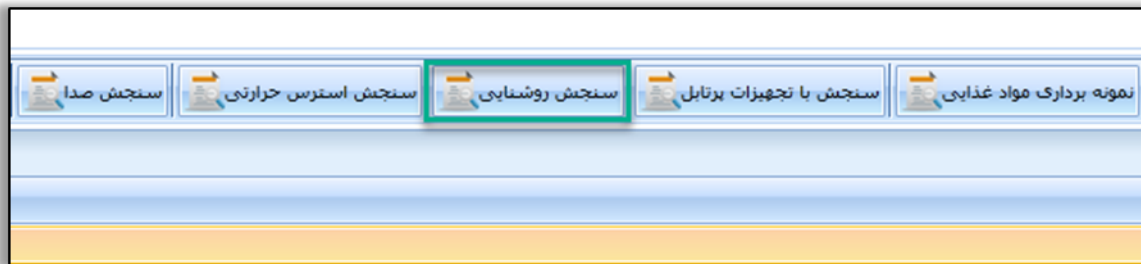 نمونه برداری مواد غذایی سنجش با تجهیزات پرتابل سنجش روشنایی سنجش استرس حرارتی سنجش صدا